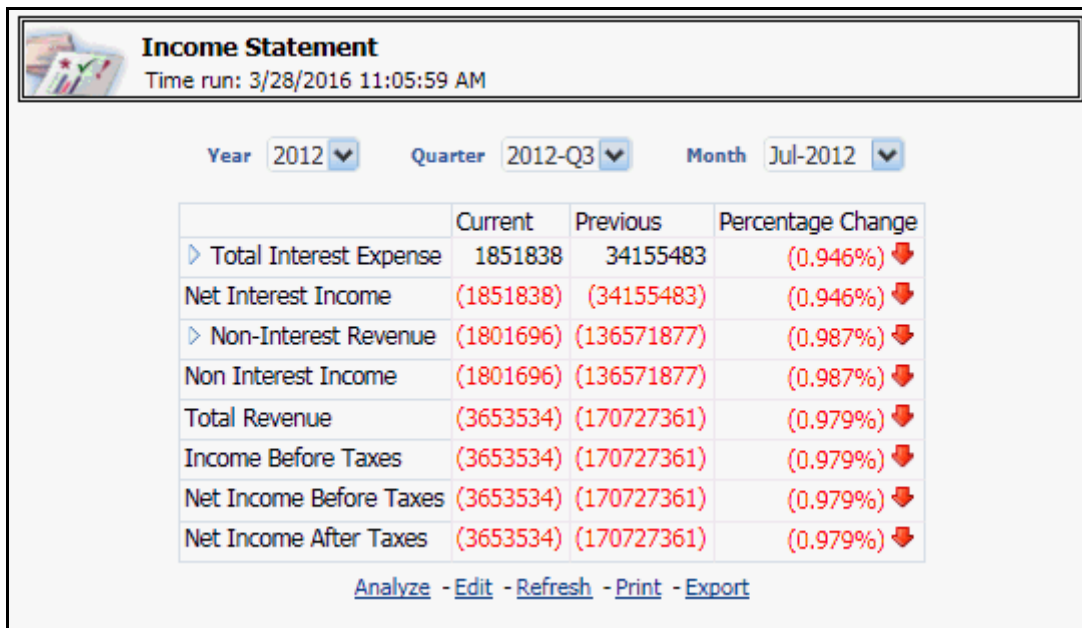 Income Statement
Time run: 3/28/2016 11:05:59 AM
Year 2012 Quarter 2012-Q3 Month Jul-2012
Current Previous Percentage Change
Total Interest Expense 1851838 34155483 (0.946%)
Net Interest Income (1851838) (34155483) (0.946%)
Non-Interest Revenue (1801696) (136571877) (0.987%)
Non Interest Income (1801696) (136571877) (0.987%)
Total Revenue (3653534) (170727361) (0.979%)
Income Before Taxes (3653534) (170727361) (0.979%)
Net Income Before Taxes (3653534) (170727361) (0.979%)
Net Income After Taxes (3653534) (170727361) (0.979%)
Analyze - Edit - Refresh - Print - Export